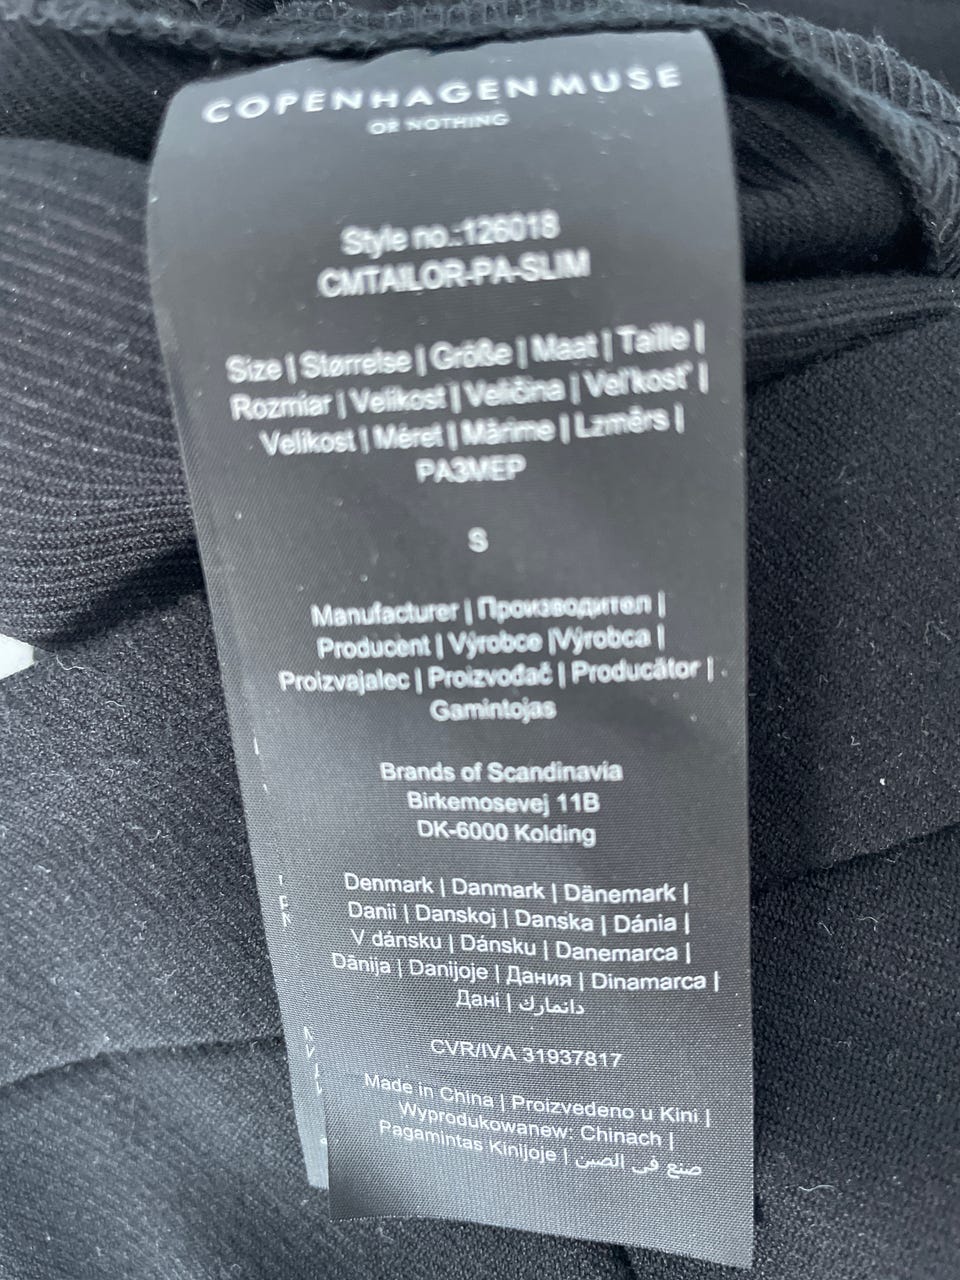 COPENHAGEN MUSE
OR NOTHING
Style no.:126018
CMTAILOR-PA-SLIM
Size | Størrelse | Größe | Maat | Taille |
Rozmiar | Velikost | Veličina | Veľkosť |
Velikost | Méret | Mărime | Lzmērs |
РАЗМЕР
S
Manufacturer | Производител |
Producent | Výrobce |Výrobca |
Proizvajalec | Proizvođač | Producător |
Gamintojas
Brands of Scandinavia
Birkemosevej 11B
DK-6000 Kolding
Denmark | Danmark | Dänemark |
Danii | Danskoj | Danska | Dánia |
V dánsku | Dánsku | Danemarca |
Dānija | Danijoje | Дания | Dinamarca |
Дані | دانمارك
CVR/IVA 31937817
Made in China | Proizvedeno u Kini |
Wyprodukowanew: Chinach |
Pagamintas Kinijoje | صنع في الصين